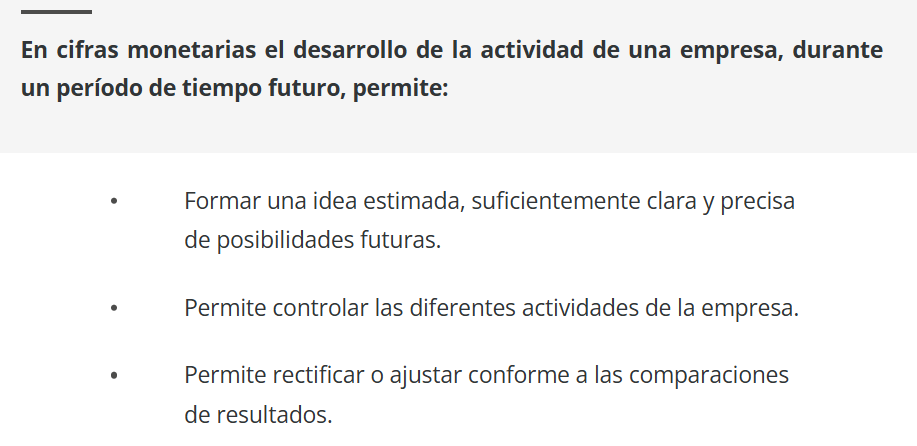 En cifras monetarias el desarrollo de la actividad de una empresa, durante
un período de tiempo futuro, permite:
• Formar una idea estimada, suficientemente clara y precisa
de posibilidades futuras.
• Permite controlar las diferentes actividades de la empresa.
• Permite rectificar o ajustar conforme a las comparaciones
de resultados.